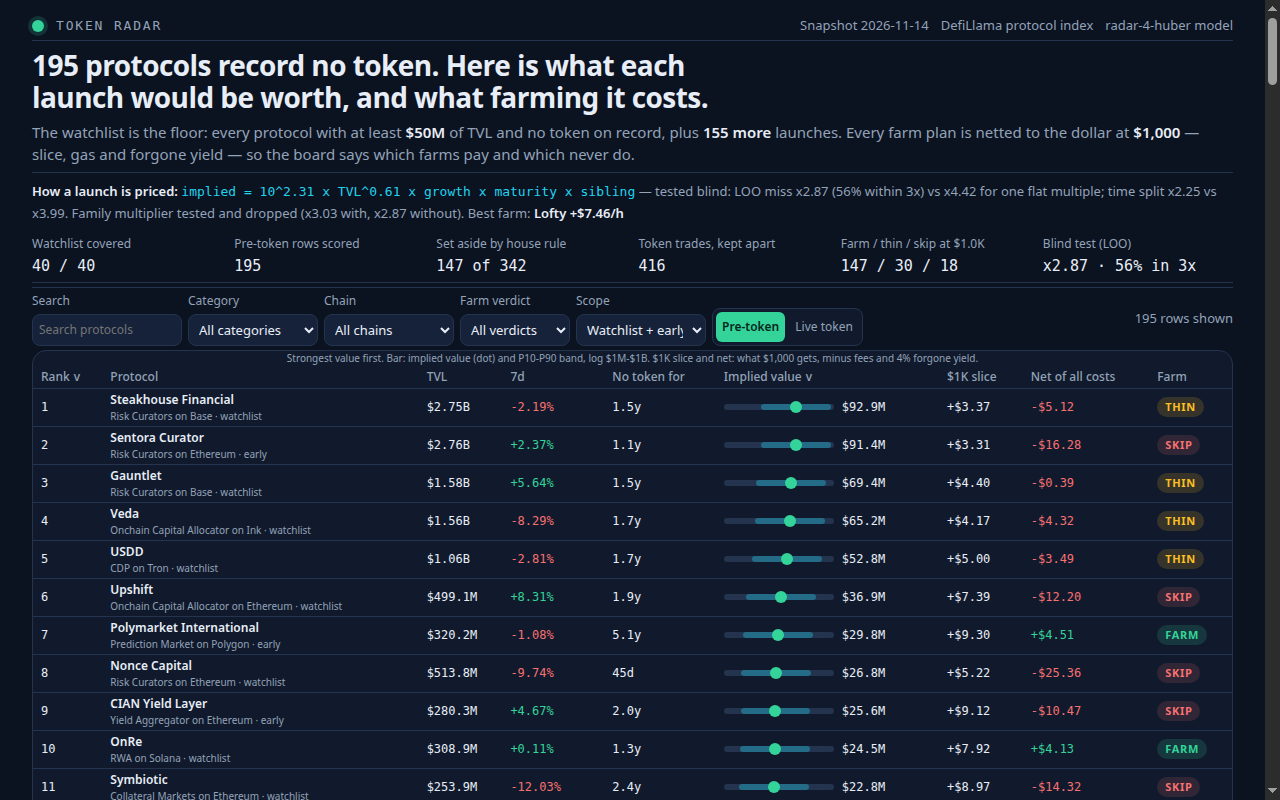 TOKEN RADAR
Snapshot 2026-11-14 DefiLlama protocol index radar-4-huber model
195 protocols record no token. Here is what each
launch would be worth, and what farming it costs.
The watchlist is the floor: every protocol with at least $50M of TVL and no token on record, plus 155 more launches. Every farm plan is netted to the dollar at $1,000 —
slice, gas and forgone yield — so the board says which farms pay and which never do.
How a launch is priced: implied = 10^2.31 x TVL^0.61 x growth x maturity x sibling — tested blind: LOO miss x2.87 (56% within 3x) vs x4.42 for one flat multiple; time split x2.25 vs
x3.99. Family multiplier tested and dropped (x3.03 with, x2.87 without). Best farm: Lofty +$7.46/h
Watchlist covered Pre-token rows scored Set aside by house rule Token trades, kept apart Farm / thin / skip at $1.0K Blind test (LOO)
40 / 40 195 147 of 342 416 147 / 30 / 18 x2.87 · 56% in 3x
Search Category Chain Farm verdict Scope
Search protocols All categories All chains All verdicts Watchlist + early Pre-token Live token 195 rows shown
Strongest value first. Bar: implied value (dot) and P10-P90 band, log $1M-$1B. $1K slice and net: what $1,000 gets, minus fees and 4% forgone yield.
Rank v Protocol TVL 7d No token for Implied value v $1K slice Net of all costs Farm
1 Steakhouse Financial $2.75B -2.19% 1.5y $92.9M +$3.37 -$5.12 THIN
Risk Curators on Base · watchlist
2 Sentora Curator $2.76B +2.37% 1.1y $91.4M +$3.31 -$16.28 SKIP
Risk Curators on Ethereum · early
3 Gauntlet $1.58B +5.64% 1.5y $69.4M +$4.40 -$0.39 THIN
Risk Curators on Base · watchlist
4 Veda $1.56B -8.29% 1.7y $65.2M +$4.17 -$4.32 THIN
Onchain Capital Allocator on Ink · watchlist
5 USDD $1.06B -2.81% 1.7y $52.8M +$5.00 -$3.49 THIN
CDP on Tron · watchlist
6 Upshift $499.1M +8.31% 1.9y $36.9M +$7.39 -$12.20 SKIP
Onchain Capital Allocator on Ethereum · watchlist
7 Polymarket International $320.2M -1.08% 5.1y $29.8M +$9.30 +$4.51 FARM
Prediction Market on Polygon · early
8 Nonce Capital $513.8M -9.74% 45d $26.8M +$5.22 -$25.36 SKIP
Risk Curators on Ethereum · watchlist
9 CIAN Yield Layer $280.3M +4.67% 2.0y $25.6M +$9.12 -$10.47 SKIP
Yield Aggregator on Ethereum · early
10 OnRe $308.9M +0.11% 1.3y $24.5M +$7.92 +$4.13 FARM
RWA on Solana · watchlist
11 Symbiotic $253.9M -12.03% 2.4y $22.8M +$8.97 -$14.32 SKIP
Collateral Markets on Ethereum · watchlist